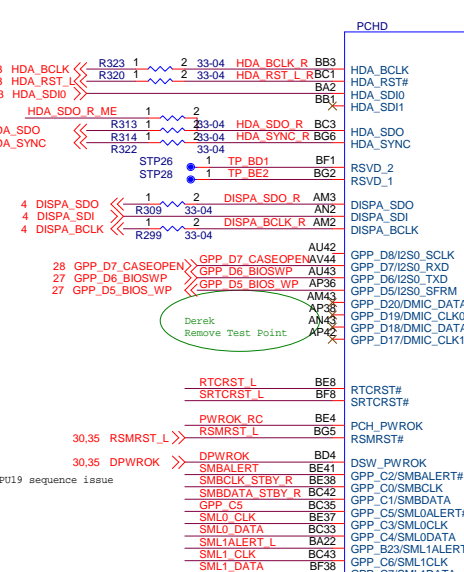 PCHD
3 HDA_BCLK R323 1 2 33-04 HDA_BCLK_R BB3 HDA_BCLK
3 HDA_RST_L R320 1 2 33-04 HDA_RST_L_R BC1 HDA_RST#
3 HDA_SDI0 BA2 HDA_SDI0
BB1 HDA_SDI1
HDA_SDO_R_ME 1 2
DA_SDO R313 1 2 33-04 HDA_SDO_R BC3 HDA_SDO
DA_SYNC R314 1 2 33-04 HDA_SYNC_R BG6 HDA_SYNC
R322 33-04
STP26 1 TP_BD1 BF1 RSVD_2
STP28 1 TP_BE2 BG2 RSVD_1
4 DISPA_SDO 1 2 DISPA_SDO_R AM3 DISPA_SDO
4 DISPA_SDI R309 33-04 AN2 DISPA_SDI
4 DISPA_BCLK 1 2 DISPA_BCLK_R AM2 DISPA_BCLK
R299 33-04
AU42 GPP_D8/I2S0_SCLK
28 GPP_D7_CASEOPEN GPP_D7_CASEOPEN AV44 GPP_D7/I2S0_RXD
27 GPP_D6_BIOSWP GPP_D6_BIOSWP AU43 GPP_D6/I2S0_TXD
27 GPP_D5_BIOS_WP GPP_D5_BIOS_WP AP36 GPP_D5/I2S0_SFRM
AM43 GPP_D20/DMIC_DATA
AP38 GPP_D19/DMIC_CLK0
AN43 GPP_D18/DMIC_DATA
AP42 GPP_D17/DMIC_CLK1
Derek
Remove Test Point
RTCRST_L BE8 RTCRST#
SRTCRST_L BF8 SRTCRST#
PWROK_RC BE4 PCH_PWROK
30,35 RSMRST_L RSMRST_L BG5 RSMRST#
30,35 DPWROK DPWROK BD4 DSW_PWROK
SMBALERT BE41 GPP_C2/SMBALERT#
PU19 sequence issue
SMBCLK_STBY_R BE38 GPP_C0/SMBCLK
SMBDATA_STBY_R BC42 GPP_C1/SMBDATA
GPP_C5 BC35 GPP_C5/SML0ALERT#
SML0_CLK BE37 GPP_C3/SML0CLK
SML0_DATA BC33 GPP_C4/SML0DATA
SML1ALERT_L BA22 GPP_B23/SML1ALERT
SML1_CLK BC43 GPP_C6/SML1CLK
SML1_DATA BF38